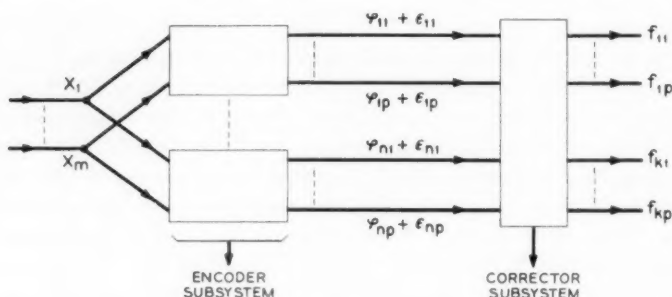 φ11 + ε11
f11
φ1p + ε1p
f1p
X1
Xm
φn1 + εn1
fk1
φnp + εnp
fkp
ENCODER
SUBSYSTEM
CORRECTOR
SUBSYSTEM